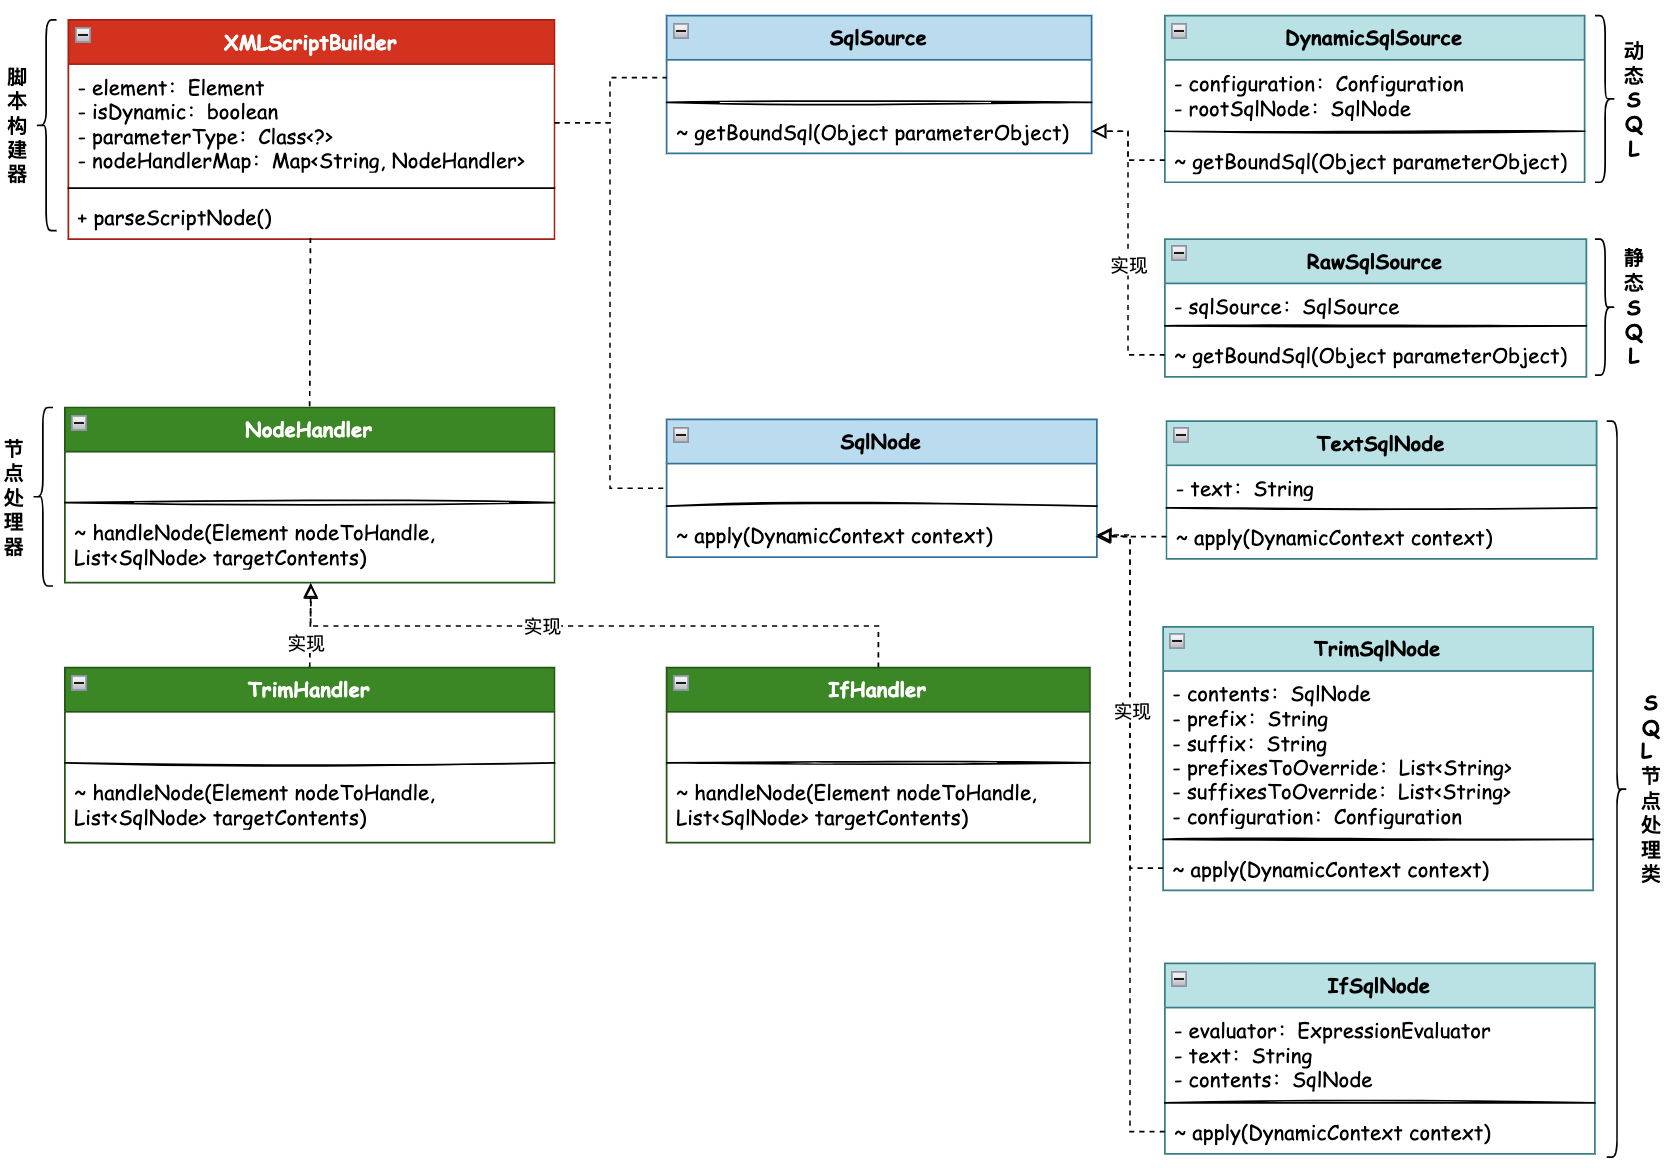 脚本构建器
XMLScriptBuilder
- element: Element
- isDynamic: boolean
- parameterType: Class<?>
- nodeHandlerMap: Map<String, NodeHandler>
+ parseScriptNode()
SqlSource
~ getBoundSql(Object parameterObject)
DynamicSqlSource
- configuration: Configuration
- rootSqlNode: SqlNode
~ getBoundSql(Object parameterObject)
动态SQL
实现
RawSqlSource
- sqlSource: SqlSource
~ getBoundSql(Object parameterObject)
静态SQL
节点处理器
NodeHandler
~ handleNode(Element nodeToHandle,
List<SqlNode> targetContents)
SqlNode
~ apply(DynamicContext context)
TextSqlNode
- text: String
~ apply(DynamicContext context)
实现
实现
TrimHandler
~ handleNode(Element nodeToHandle,
List<SqlNode> targetContents)
IfHandler
~ handleNode(Element nodeToHandle,
List<SqlNode> targetContents)
实现
TrimSqlNode
- contents: SqlNode
- prefix: String
- suffix: String
- prefixesToOverride: List<String>
- suffixesToOverride: List<String>
- configuration: Configuration
~ apply(DynamicContext context)
SQL节点处理类
IfSqlNode
- evaluator: ExpressionEvaluator
- text: String
- contents: SqlNode
~ apply(DynamicContext context)